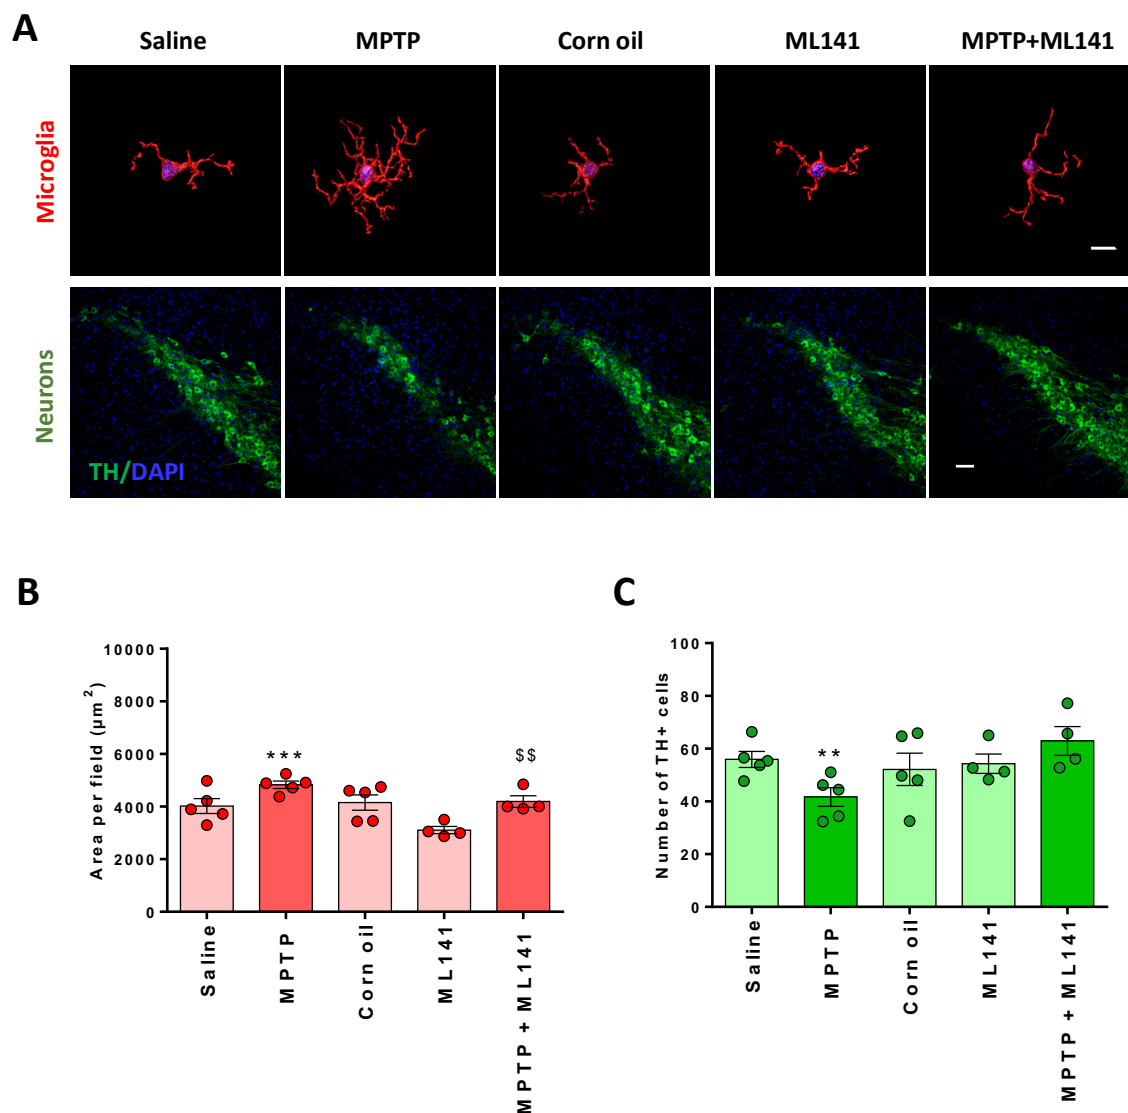 A
Saline MPTP Corn oil ML141 MPTP+ML141
Microglia
Neurons
TH/DAPI
B
Area per field (µm²)
10000
8000
6000
4000
2000
0
***
$$
Saline
MPTP
Corn oil
ML141
MPTP + ML141
C
Number of TH+ cells
100
80
60
40
20
0
**
Saline
MPTP
Corn oil
ML141
MPTP + ML141